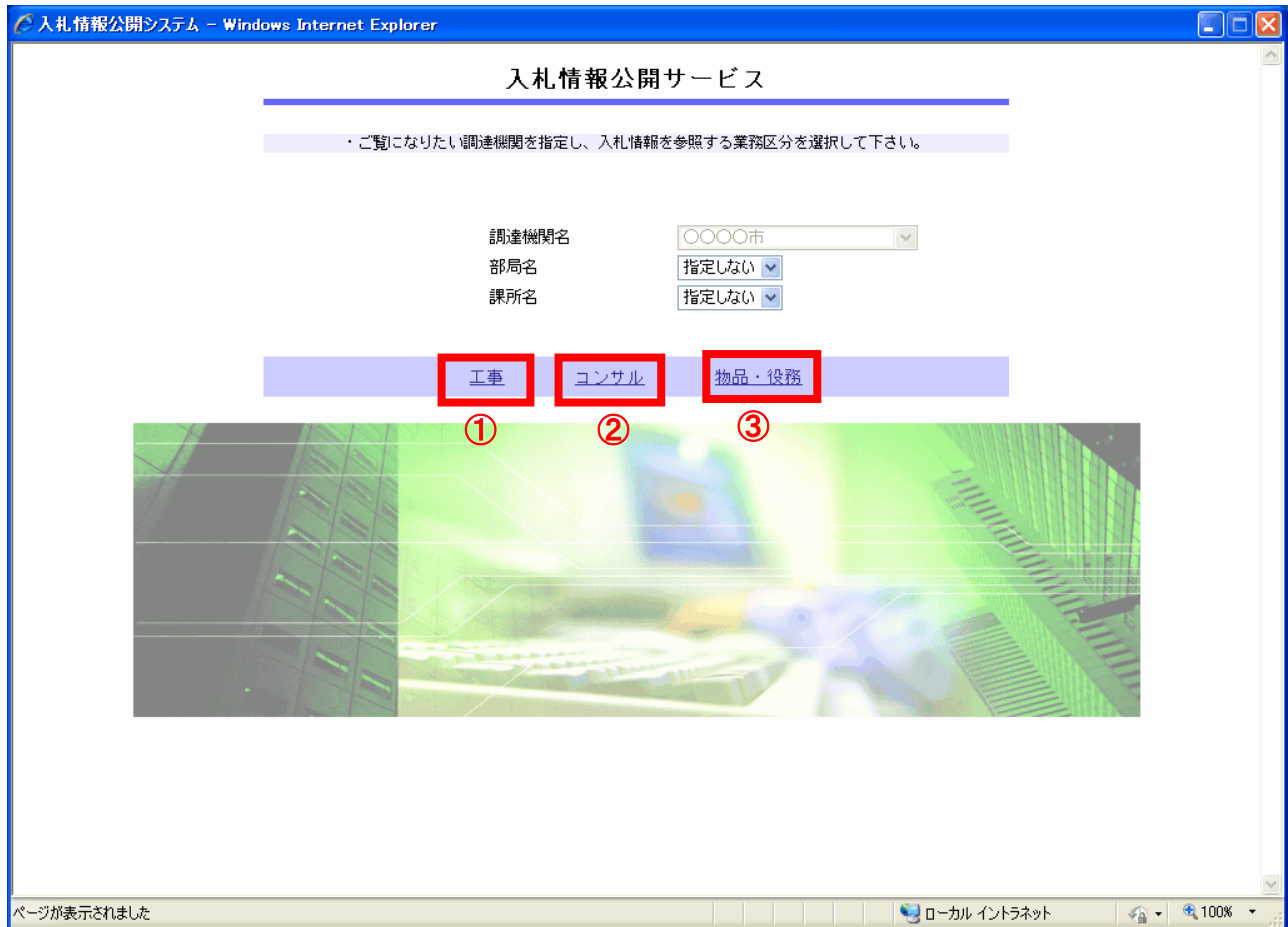 入札情報公開システム - Windows Internet Explorer
入札情報公開サービス
・ご覧になりたい調達機関を指定し、入札情報を参照する業務区分を選択して下さい。
調達機関名 〇〇〇〇市
部局名 指定しない
課所名 指定しない
工事 コンサル 物品・役務
① ② ③
ページが表示されました ローカル イントラネット 100%